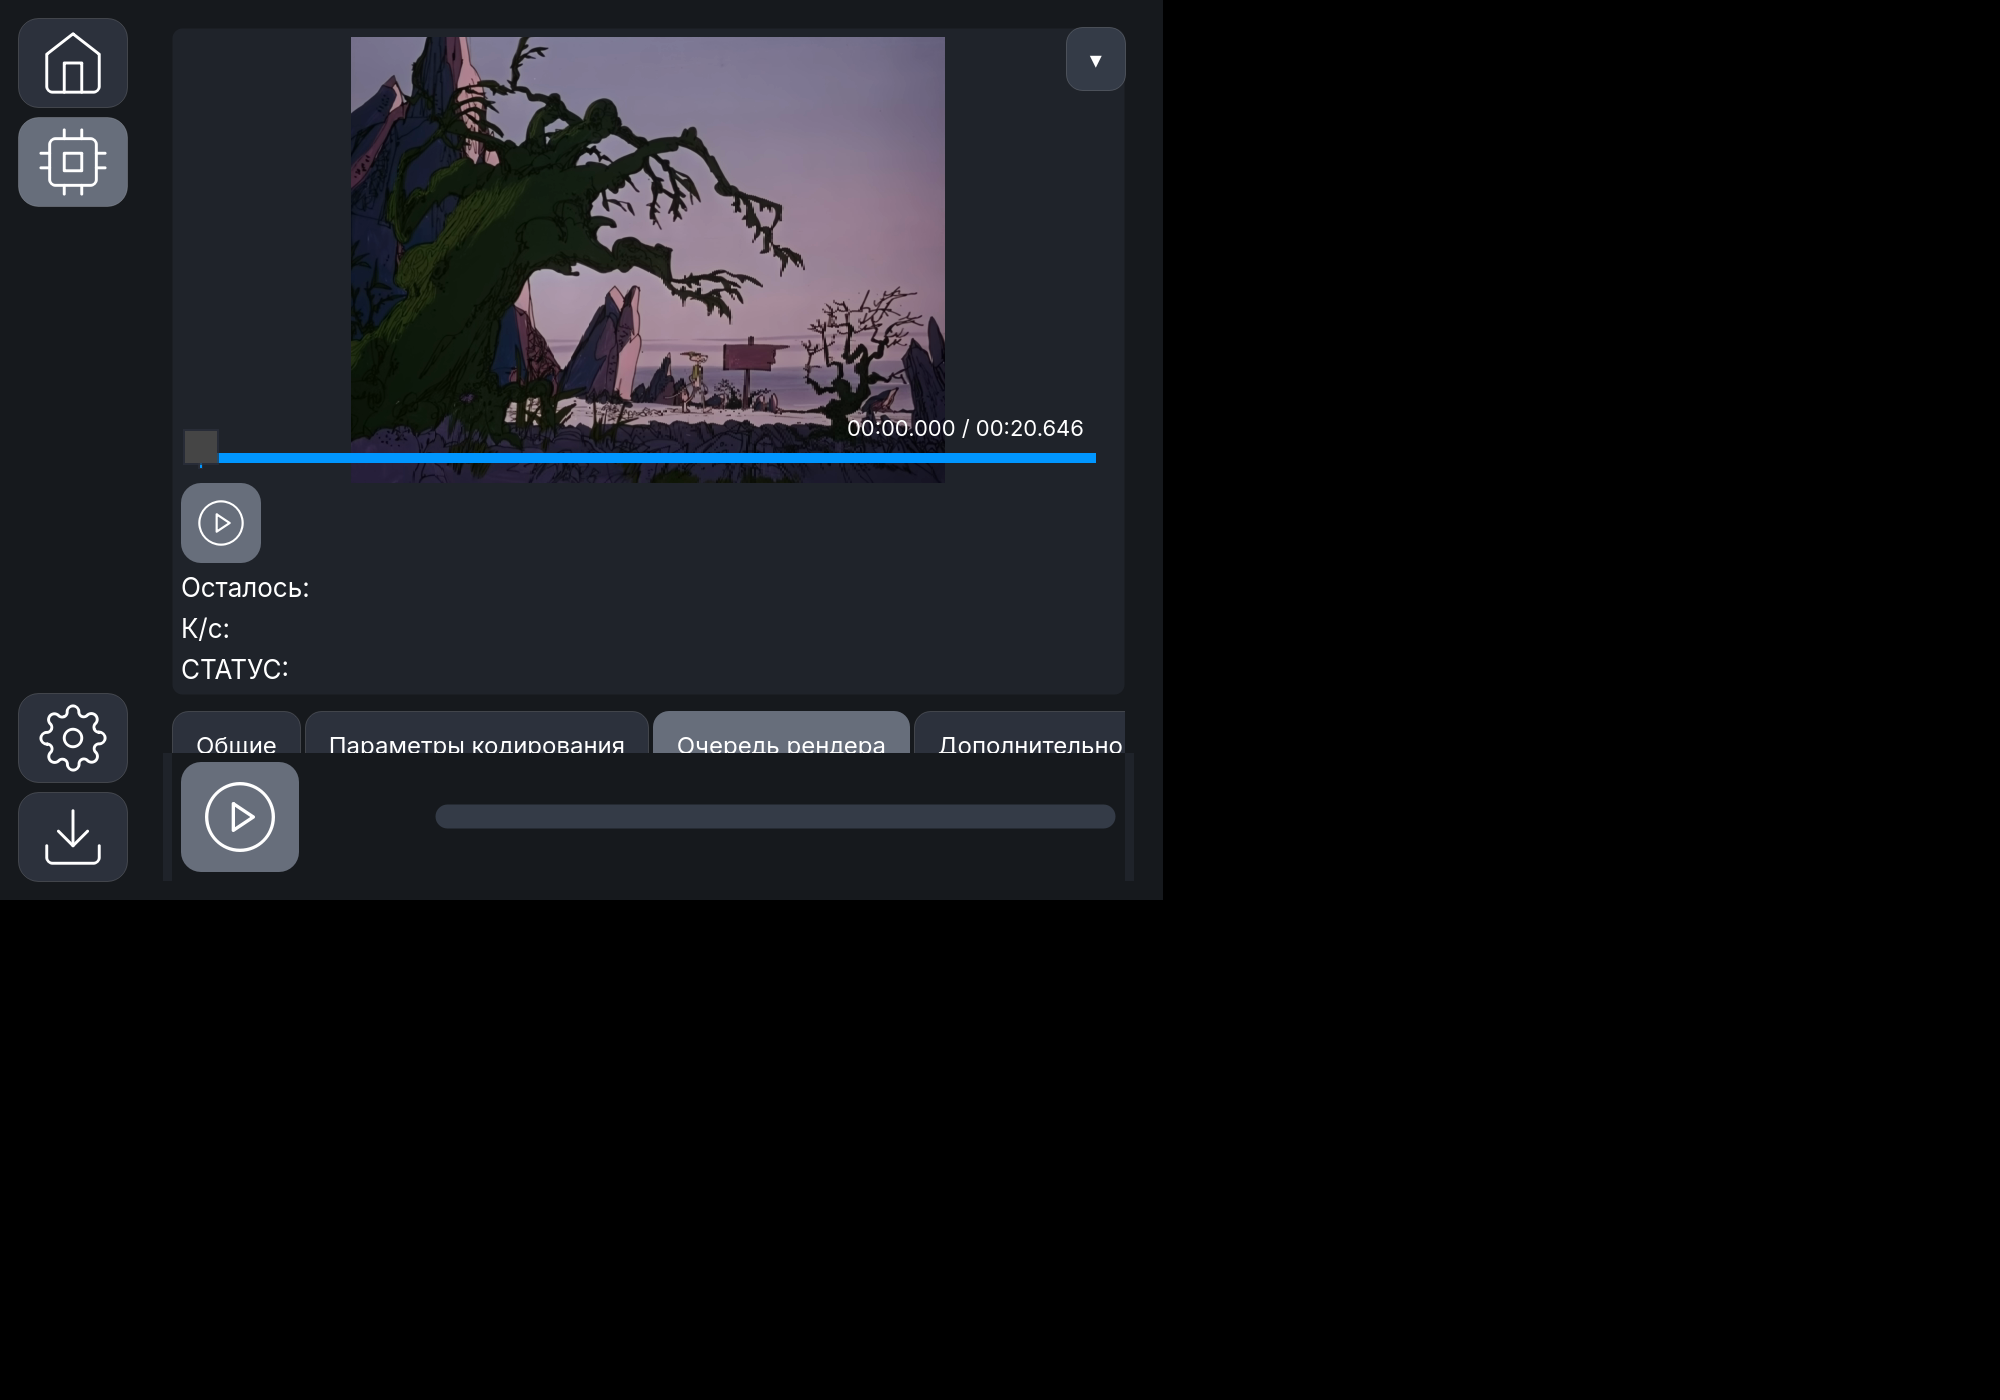 ▼
00:00.000 / 00:20.646
Осталось:
К/с:
СТАТУС:
Общие Параметры кодирования Очередь рендера Дополнительно